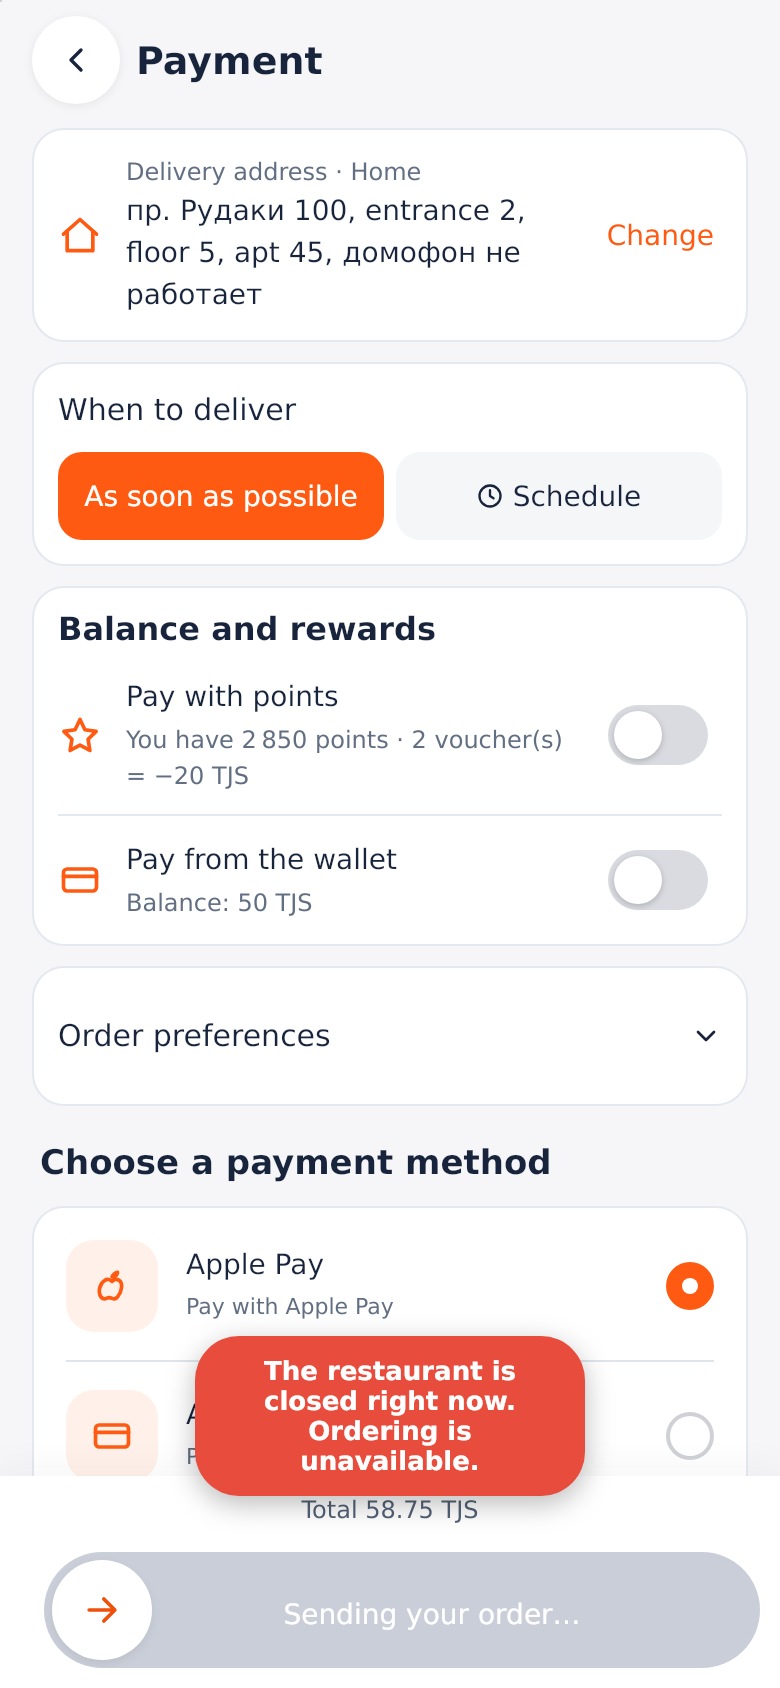 Payment
Delivery address · Home
пр. Рудаки 100, entrance 2,
floor 5, apt 45, домофон не
работает
Change
When to deliver
As soon as possible
Schedule
Balance and rewards
Pay with points
You have 2 850 points · 2 voucher(s)
= −20 TJS
Pay from the wallet
Balance: 50 TJS
Order preferences
Choose a payment method
Apple Pay
Pay with Apple Pay
The restaurant is
closed right now.
Ordering is
unavailable.
Total 58.75 TJS
Sending your order...